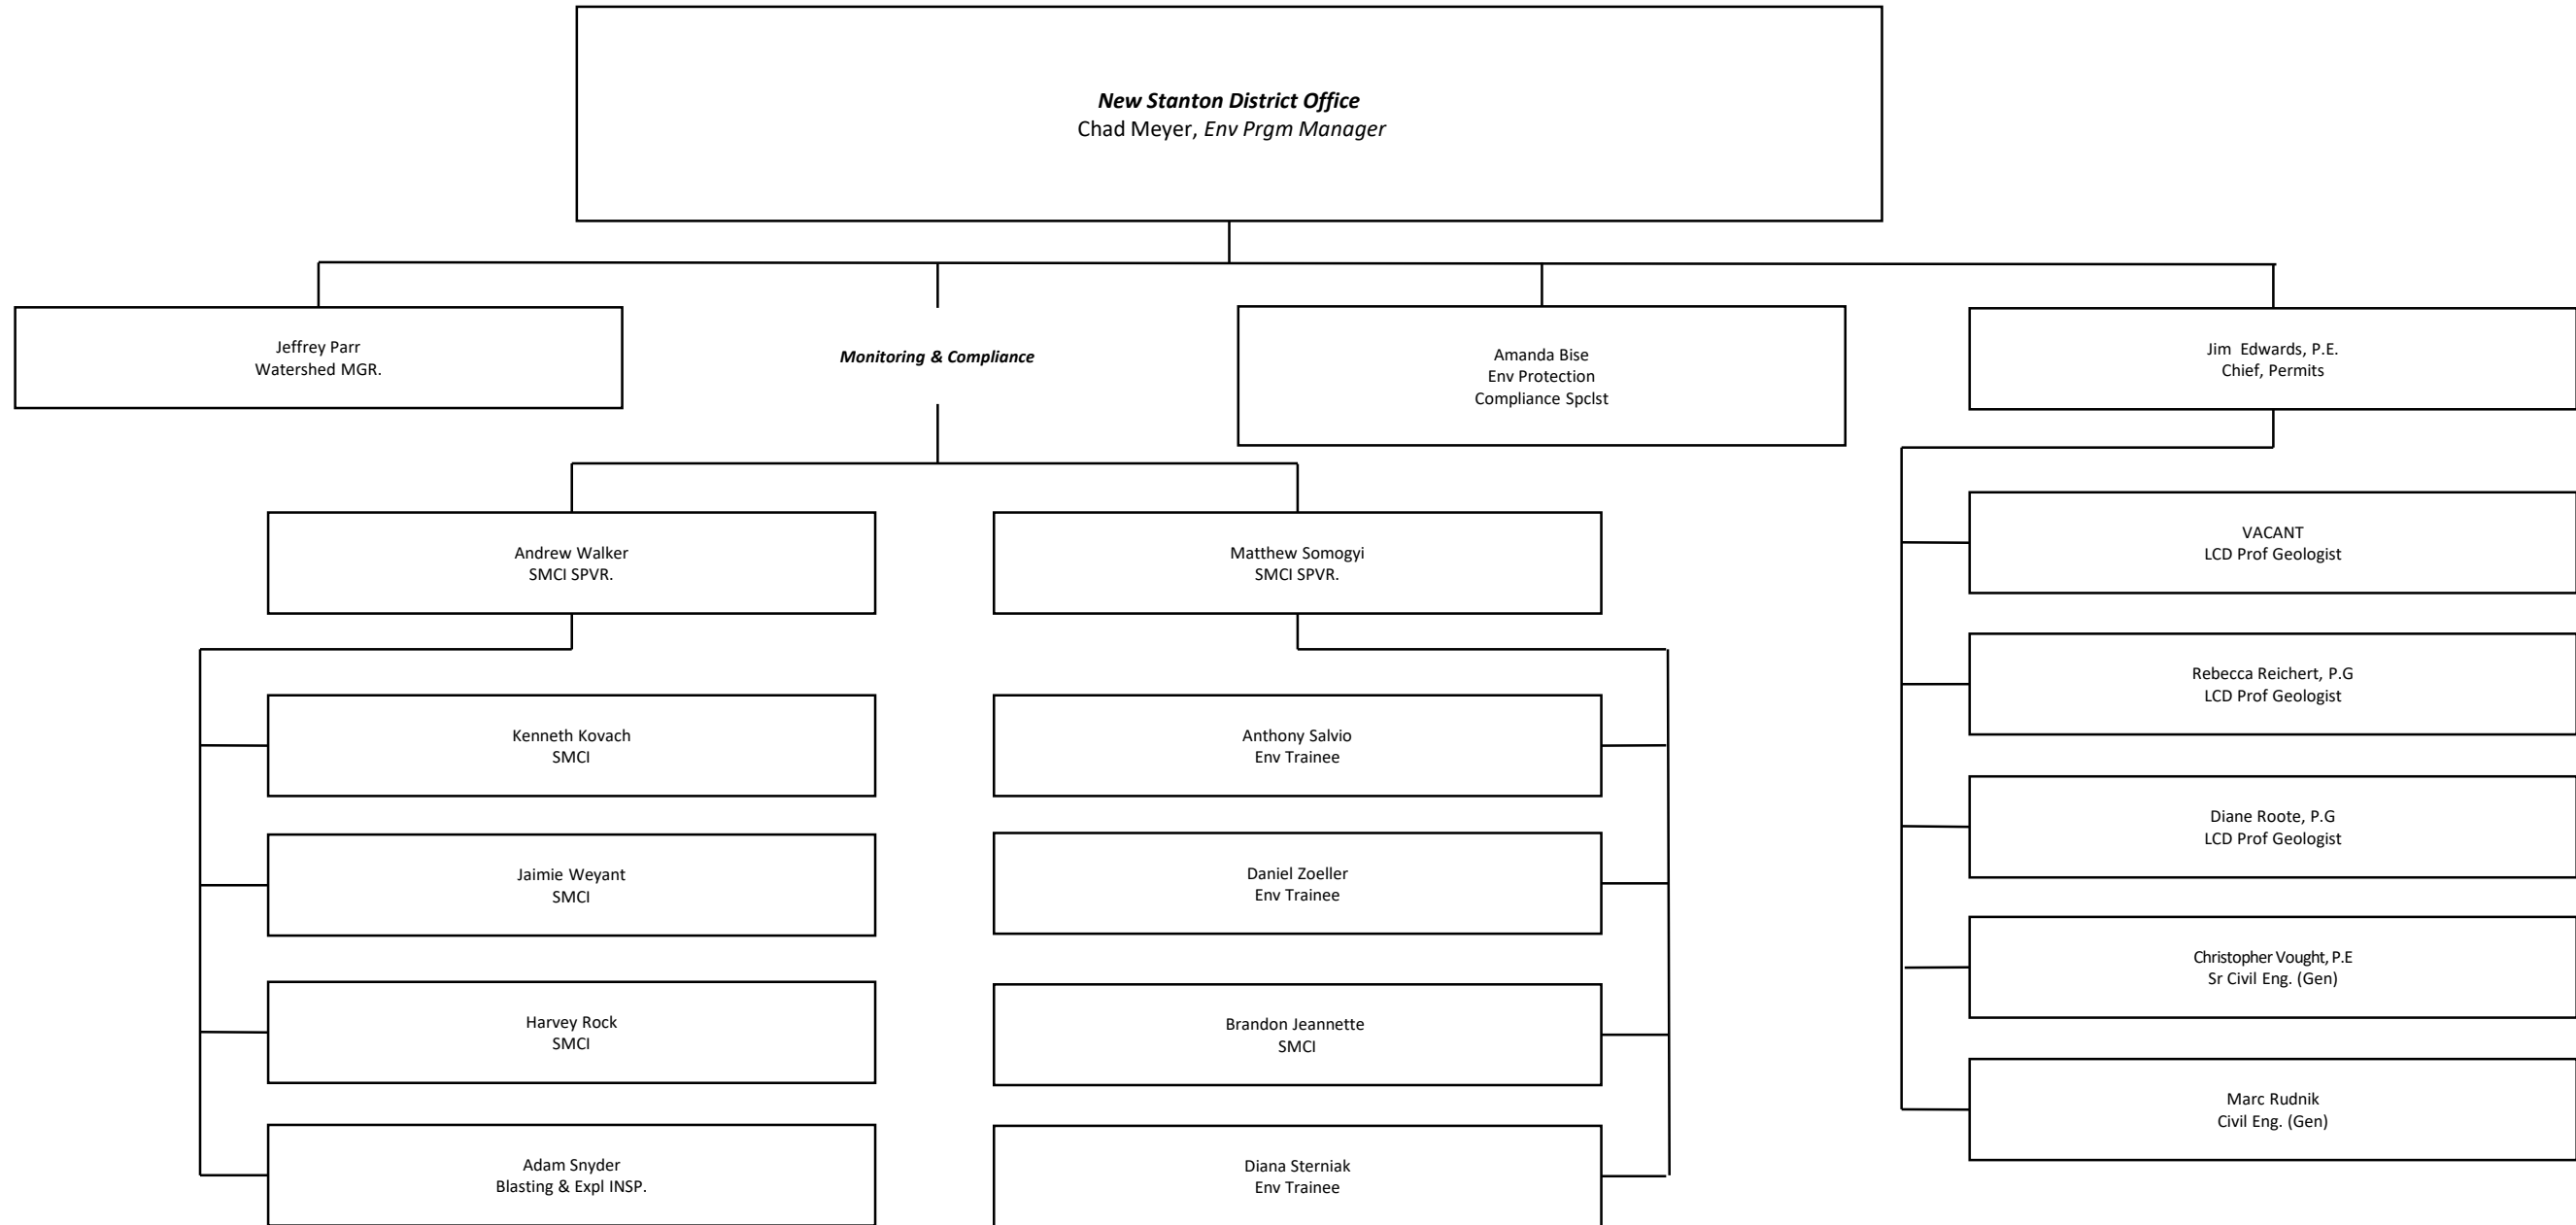 New Stanton District Office
Chad Meyer, Env Prgm Manager
Jeffrey Parr
Watershed MGR.
Monitoring & Compliance
Amanda Bise
Env Protection
Compliance Spclst
Jim Edwards, P.E.
Chief, Permits
Andrew Walker
SMCI SPVR.
Matthew Somogyi
SMCI SPVR.
VACANT
LCD Prof Geologist
Rebecca Reichert, P.G
LCD Prof Geologist
Kenneth Kovach
SMCI
Anthony Salvio
Env Trainee
Diane Roote, P.G
LCD Prof Geologist
Jaimie Weyant
SMCI
Daniel Zoeller
Env Trainee
Christopher Vought, P.E
Sr Civil Eng. (Gen)
Harvey Rock
SMCI
Brandon Jeannette
SMCI
Marc Rudnik
Civil Eng. (Gen)
Adam Snyder
Blasting & Expl INSP.
Diana Sterniak
Env Trainee